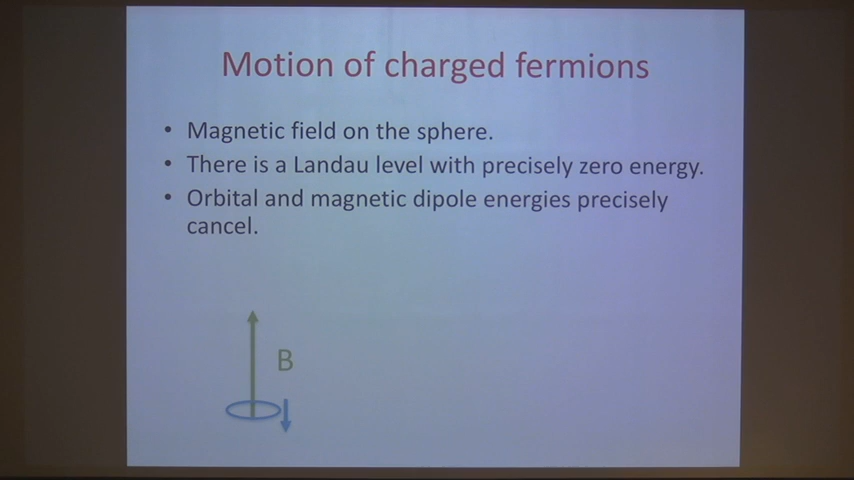 Motion of charged fermions
• Magnetic field on the sphere.
• There is a Landau level with precisely zero energy.
• Orbital and magnetic dipole energies precisely
cancel.
B